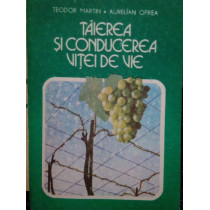 TEODOR MARTIN • AURELIAN OPREA
TĂIEREA
ȘI CONDUCEREA
VIȚEI DE VIE